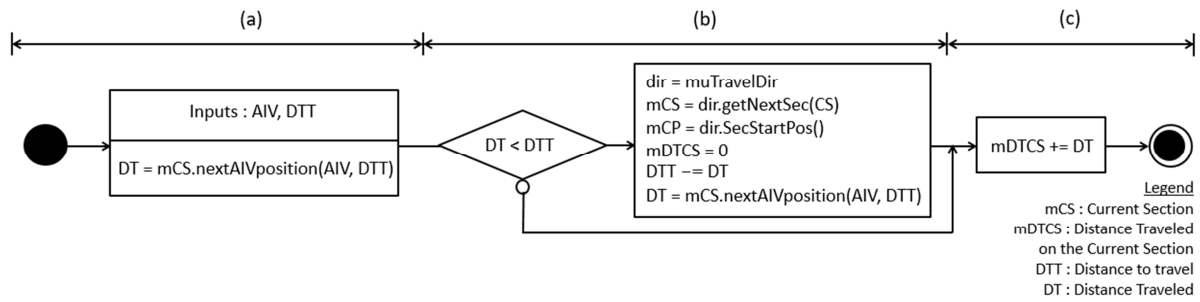 (a)
(b)
(c)
Inputs : AIV, DTT
DT = mCS.nextAIVposition(AIV, DTT)
DT < DTT
dir = muTravelDir
mCS = dir.getNextSec(CS)
mCP = dir.SecStartPos()
mDTCS = 0
DTT −= DT
DT = mCS.nextAIVposition(AIV, DTT)
mDTCS += DT
Legend
mCS : Current Section
mDTCS : Distance Traveled
on the Current Section
DTT : Distance to travel
DT : Distance Traveled